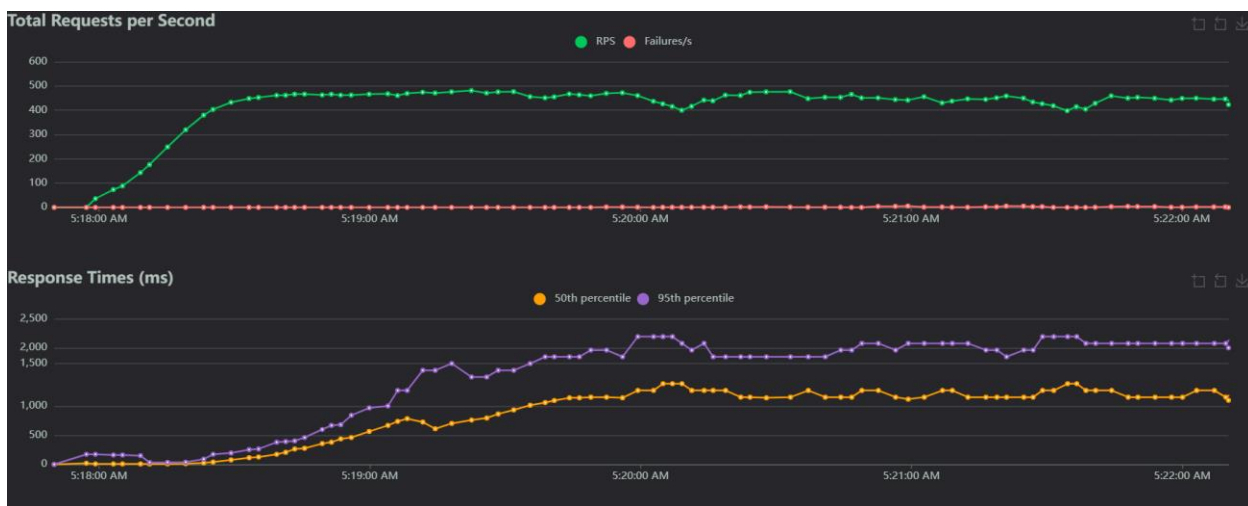 Total Requests per Second
RPS Failures/s
600
500
400
300
200
100
0
5:18:00 AM 5:19:00 AM 5:20:00 AM 5:21:00 AM 5:22:00 AM
Response Times (ms)
50th percentile 95th percentile
2,500
2,000
1,500
1,000
500
0
5:18:00 AM 5:19:00 AM 5:20:00 AM 5:21:00 AM 5:22:00 AM